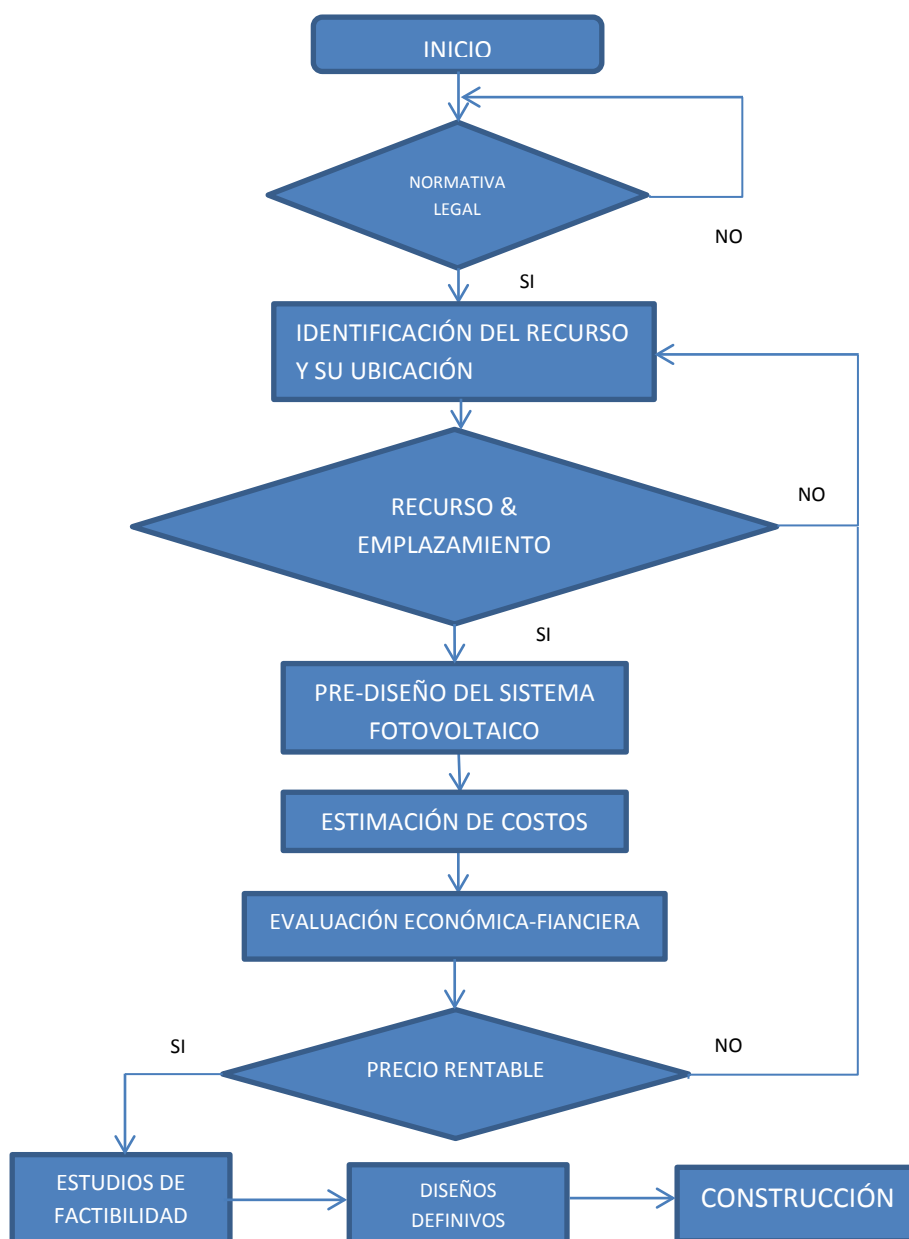 INICIO
NORMATIVA
LEGAL
NO
SI
IDENTIFICACIÓN DEL RECURSO
Y SU UBICACIÓN
NO
RECURSO &
EMPLAZAMIENTO
SI
PRE-DISEÑO DEL SISTEMA
FOTOVOLTAICO
ESTIMACIÓN DE COSTOS
EVALUACIÓN ECONÓMICA-FIANCIERA
SI
NO
PRECIO RENTABLE
ESTUDIOS DE
FACTIBILIDAD
DISEÑOS
DEFINIVOS
CONSTRUCCIÓN